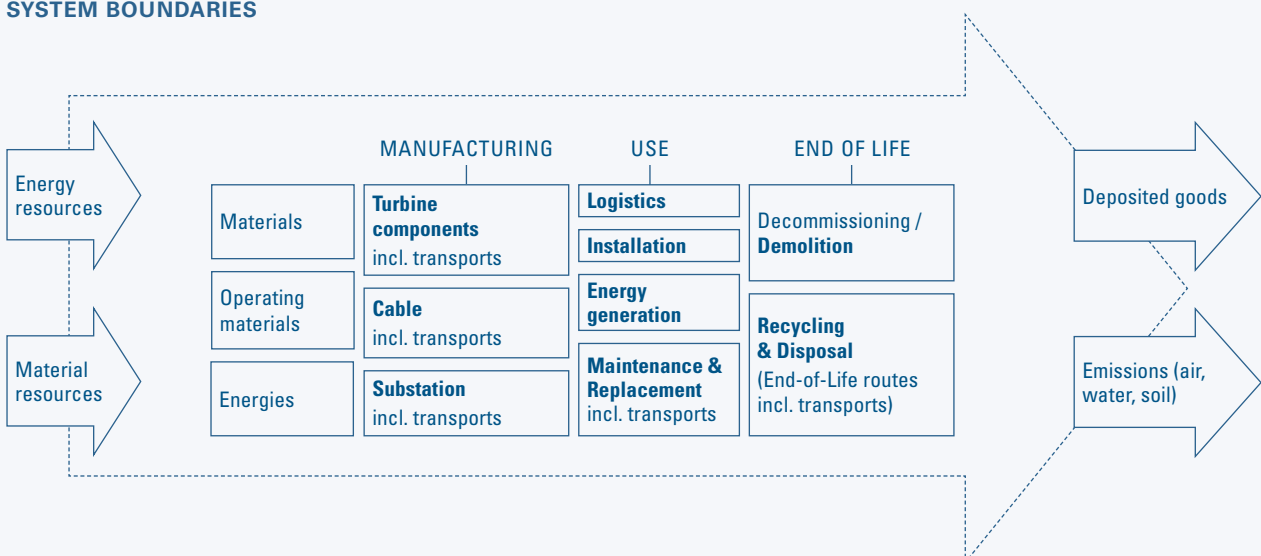 SYSTEM BOUNDARIES
MANUFACTURING
USE
END OF LIFE
Energy
resources
Material
resources
Materials
Operating
materials
Energies
Turbine
components
incl. transports
Cable
incl. transports
Substation
incl. transports
Logistics
Installation
Energy
generation
Maintenance &
Replacement
incl. transports
Decommissioning /
Demolition
Recycling
& Disposal
(End-of-Life routes
incl. transports)
Deposited goods
Emissions (air,
water, soil)